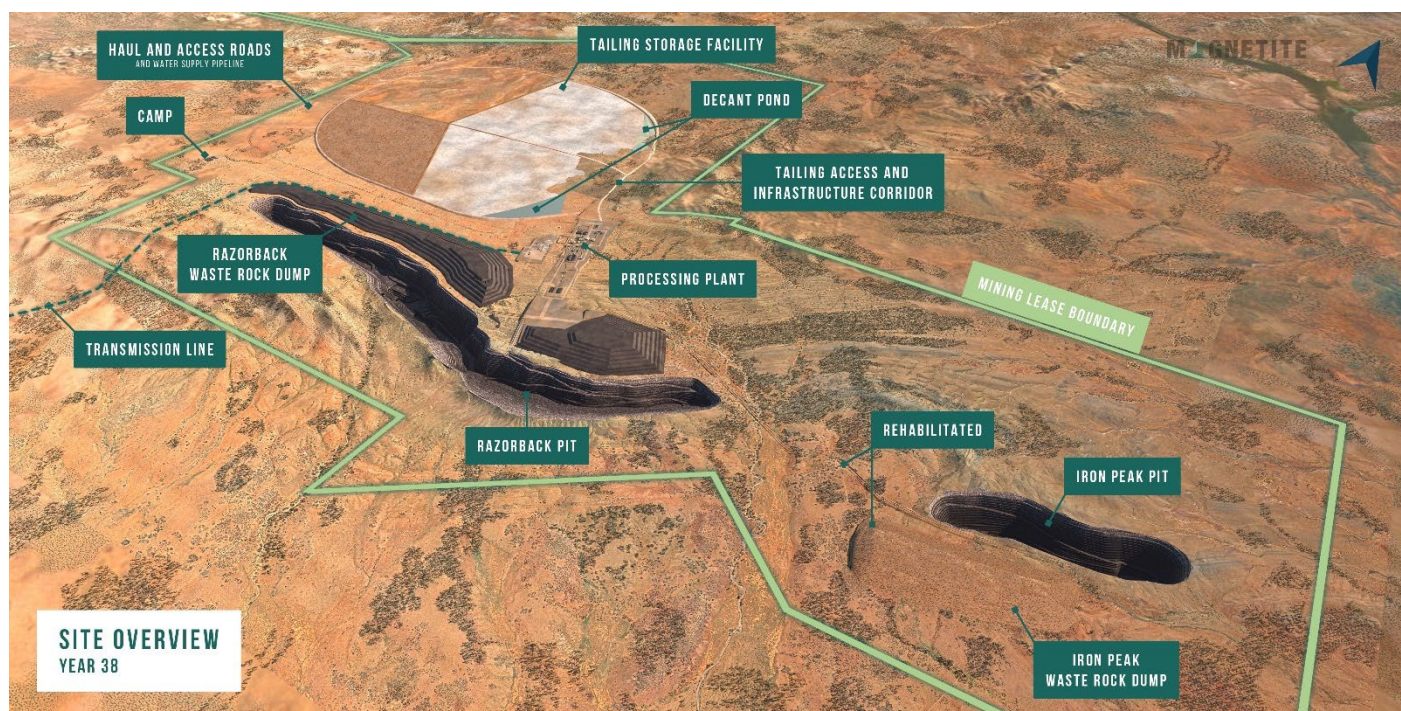 HAUL AND ACCESS ROADS
AND WATER SUPPLY PIPELINE
TAILING STORAGE FACILITY
MAGNETITE
CAMP
DECANT POND
TAILING ACCESS AND
INFRASTRUCTURE CORRIDOR
RAZORBACK
WASTE ROCK DUMP
PROCESSING PLANT
MINING LEASE BOUNDARY
TRANSMISSION LINE
RAZORBACK PIT
REHABILITATED
IRON PEAK PIT
SITE OVERVIEW
YEAR 38
IRON PEAK
WASTE ROCK DUMP